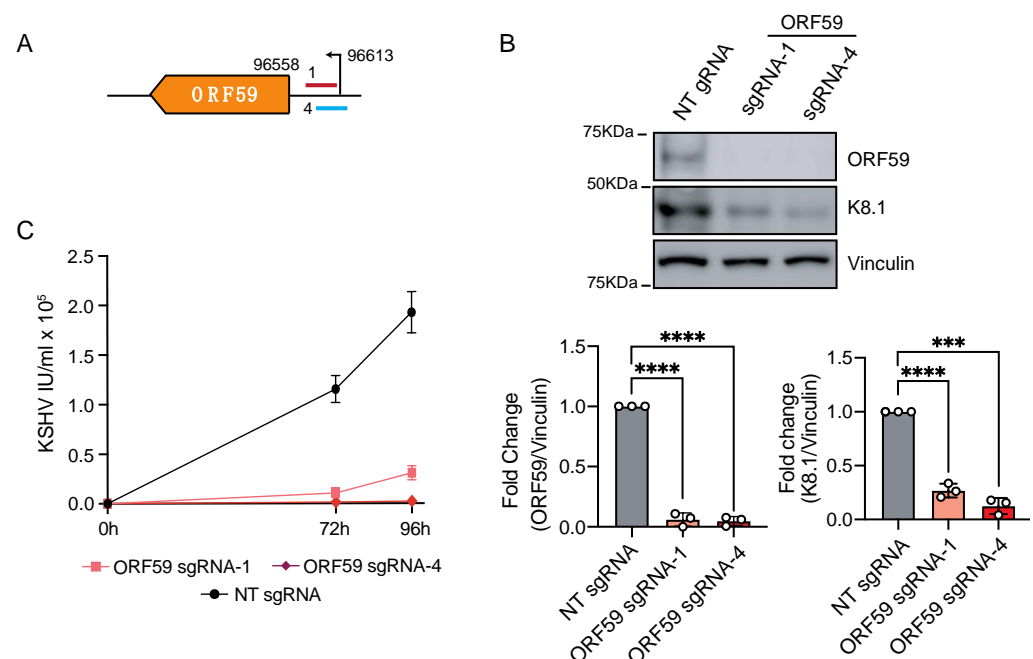 A
96558
96613
1
ORF59
4
B
ORF59
NT gRNA
sgRNA-1
sgRNA-4
75KDa
ORF59
50KDa
K8.1
Vinculin
75KDa
C
KSHV IU/ml x 10⁵
2.5
2.0
1.5
1.0
0.5
0.0
0h
72h
96h
ORF59 sgRNA-1
ORF59 sgRNA-4
NT sgRNA
Fold Change
(ORF59/Vinculin)
1.5
1.0
0.5
0.0
****
****
NT sgRNA
ORF59 sgRNA-1
ORF59 sgRNA-4
Fold change
(K8.1/Vinculin)
1.5
1.0
0.5
0.0
***
****
NT sgRNA
ORF59 sgRNA-1
ORF59 sgRNA-4